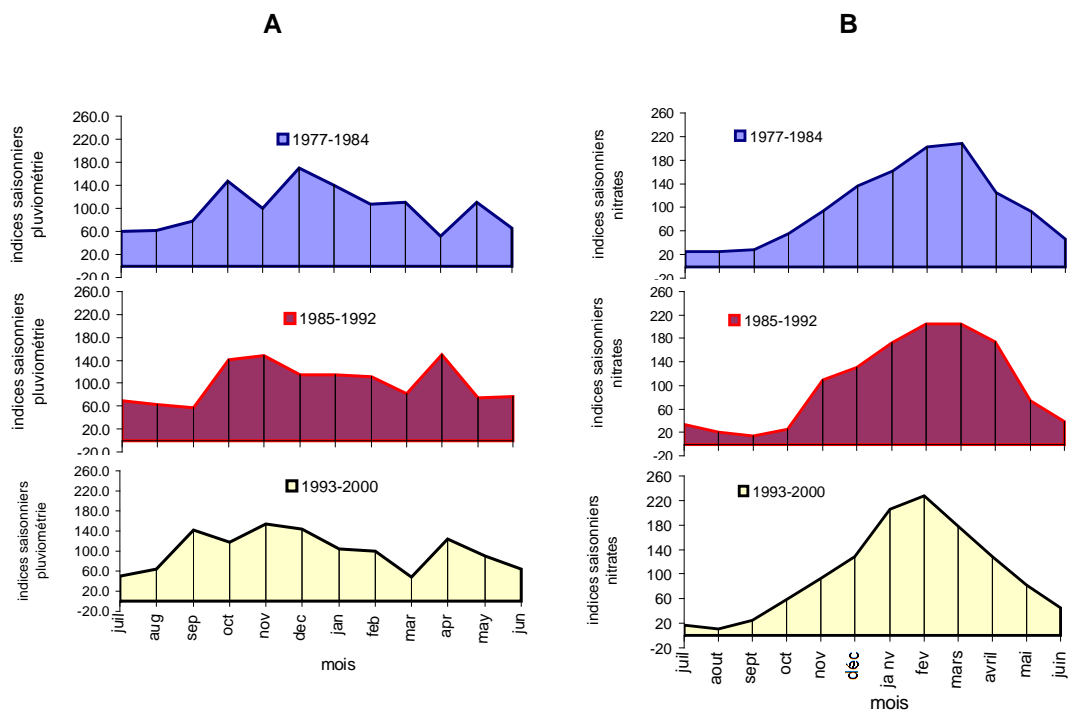 A
B
indices saisonniers
pluviométrie
260.0
220.0
180.0
140.0
100.0
60.0
20.0
-20.0
1977-1984
indices saisonniers
pluviométrie
260.0
220.0
180.0
140.0
100.0
60.0
20.0
-20.0
1985-1992
indices saisonniers
pluviométrie
260.0
220.0
180.0
140.0
100.0
60.0
20.0
-20.0
1993-2000
juil
aug
sep
oct
nov
dec
jan
feb
mar
apr
may
jun
mois
indices saisonniers
nitrates
260
220
180
140
100
60
20
-20
1977-1984
indices saisonniers
nitrates
260
220
180
140
100
60
20
-20
1985-1992
indices saisonniers
nitrates
260
220
180
140
100
60
20
-20
1993-2000
juil
aout
sept
oct
nov
déc
ja nv
fev
mars
avril
mai
juin
mois